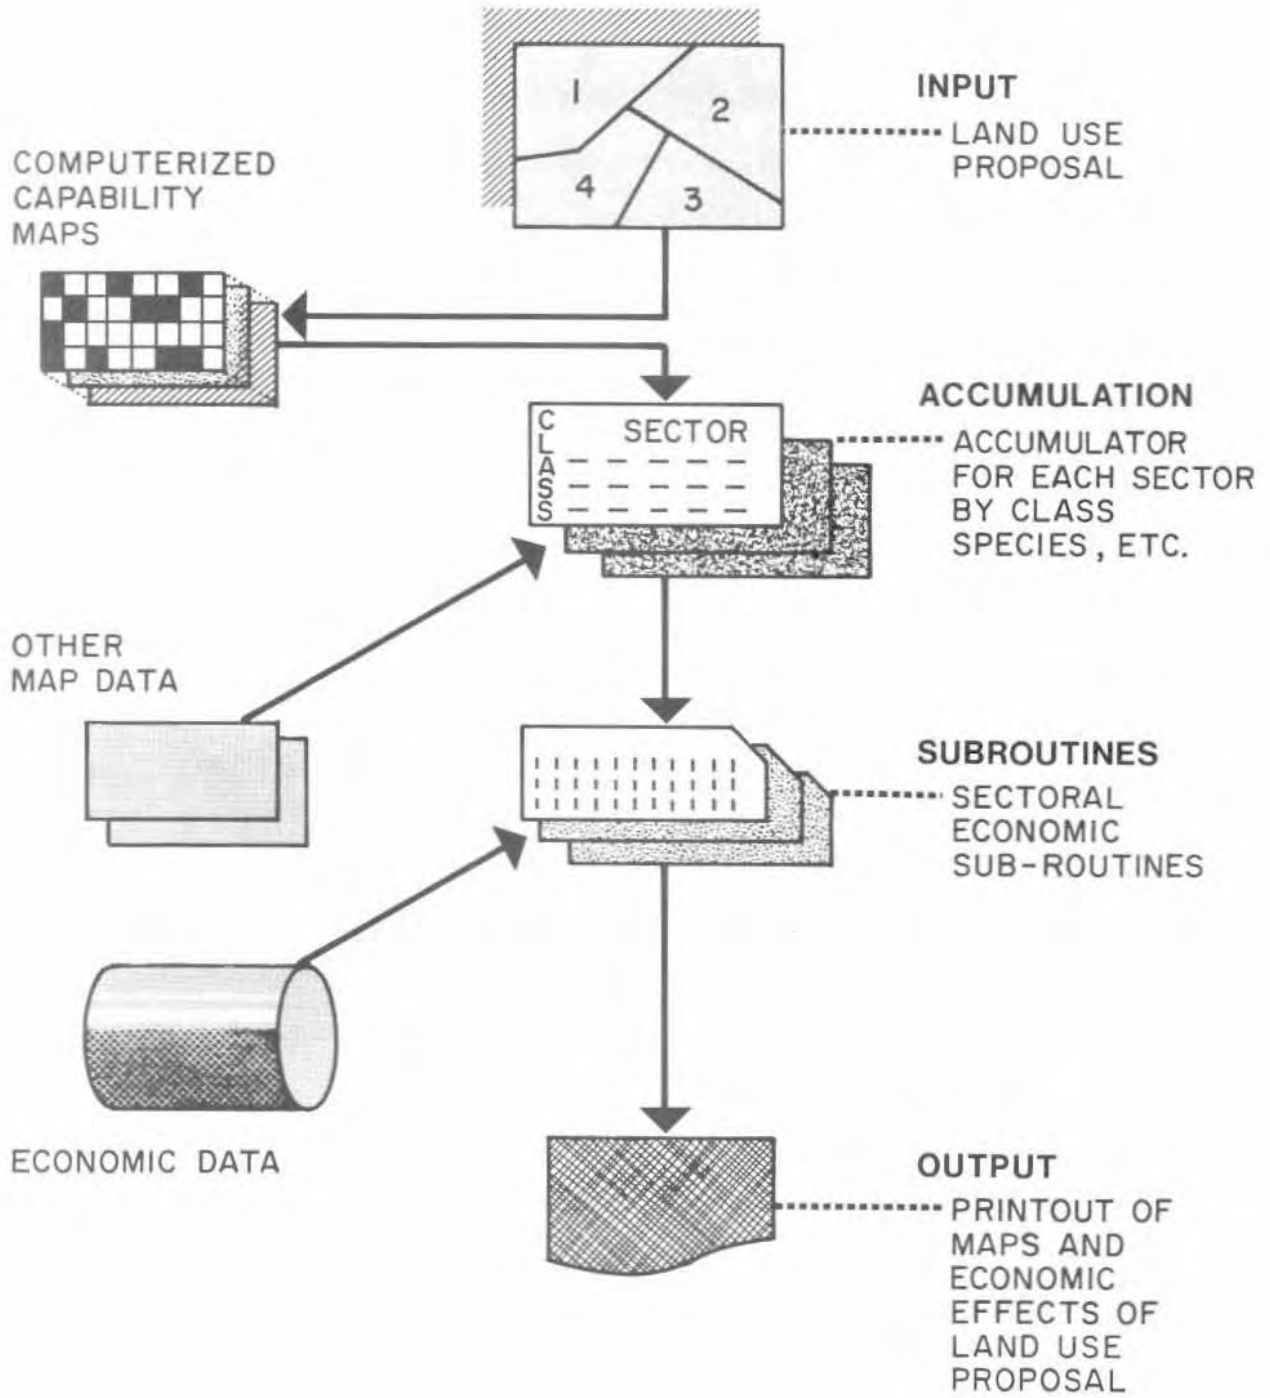 1
2
4
3
INPUT
LAND USE
PROPOSAL
COMPUTERIZED
CAPABILITY
MAPS
CLASS
SECTOR
ACCUMULATION
ACCUMULATOR
FOR EACH SECTOR
BY CLASS
SPECIES, ETC.
OTHER
MAP DATA
SUBROUTINES
SECTORAL
ECONOMIC
SUB-ROUTINES
ECONOMIC DATA
OUTPUT
PRINTOUT OF
MAPS AND
ECONOMIC
EFFECTS OF
LAND USE
PROPOSAL